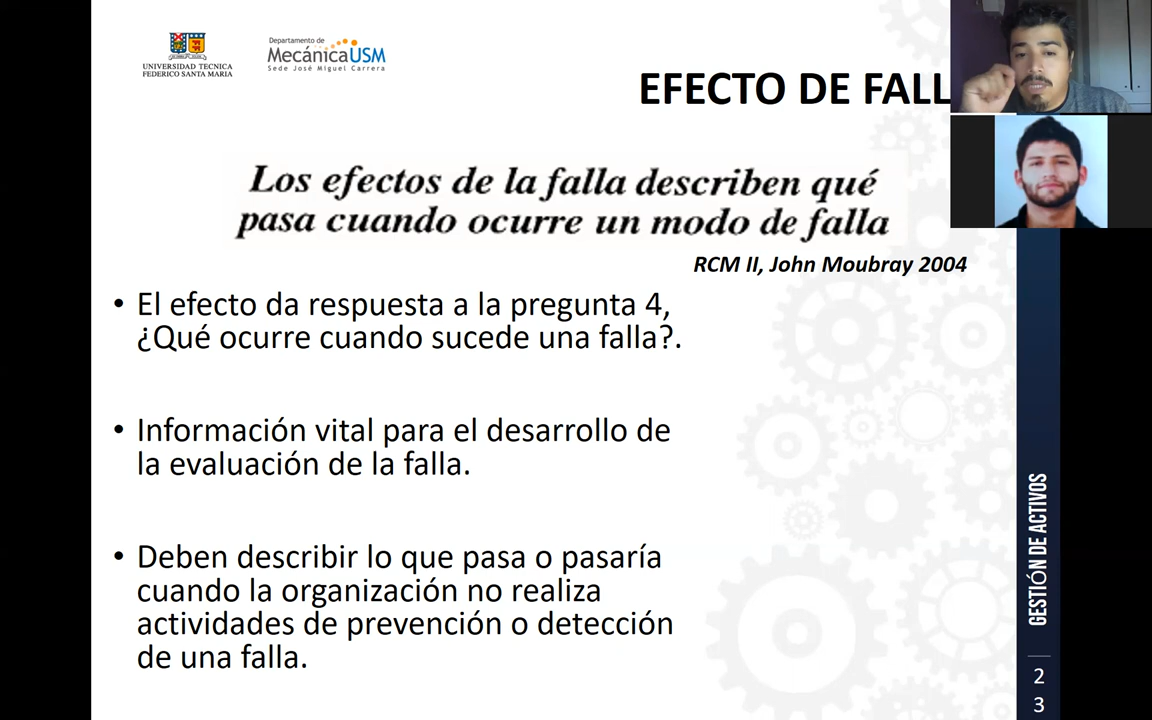 UNIVERSIDAD TECNICA
FEDERICO SANTA MARIA
Departamento de
MecánicaUSM
Sede José Miguel Carrera
EFECTO DE FALL
Los efectos de la falla describen qué
pasa cuando ocurre un modo de falla
RCM II, John Moubray 2004
• El efecto da respuesta a la pregunta 4,
¿Qué ocurre cuando sucede una falla?.
• Información vital para el desarrollo de
la evaluación de la falla.
• Deben describir lo que pasa o pasaría
cuando la organización no realiza
actividades de prevención o detección
de una falla.
GESTIÓN DE ACTIVOS
2
3